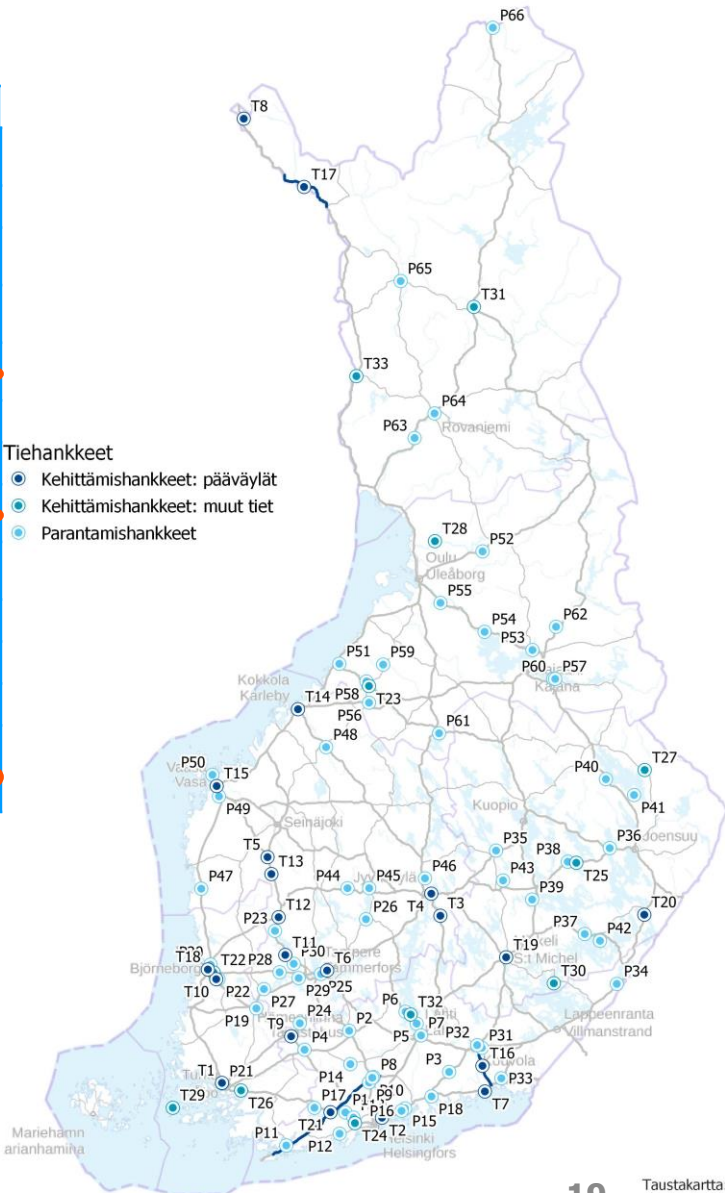 P66
T8
T17
P65
T31
T33
P64
Rovaniemi
P63
Tiehankkeet
Kehittämishankkeet: pääväylät
Kehittämishankkeet: muut tiet
Parantamishankkeet
T28
P52
Oulu
Uleåborg
P55
P54
P62
P53
P51
P59
P60
P57
Kajana
Kokkola
Karleby
T14
P58
T23
P56
P61
P48
P50
T15
Vasa
P49
P40
T27
P41
Kuopio
Seinäjoki
P35
P36
Joensuu
T5
T13
P38
T25
P47
P44
P45
P46
P43
P39
T4
T3
T20
P23
T12
P26
P37
P42
T11
T19
S:t Michel
Björneborg
T18
T22
P28
P30
T6
T10
P22
P29
P25
T30
P34
P27
P6
T32
Lappeenranta
Villmanstrand
P19
P24
P2
P7
T9
P5
P32
P31
P4
T16
P14
P8
P3
P33
T1
P21
T7
T29
T26
P17
P10
P9
P16
P18
P15
T21
T24
T2
P11
P12
Helsinki
Helsingfors
Mariehamn
arianhamina
19
Taustakartta